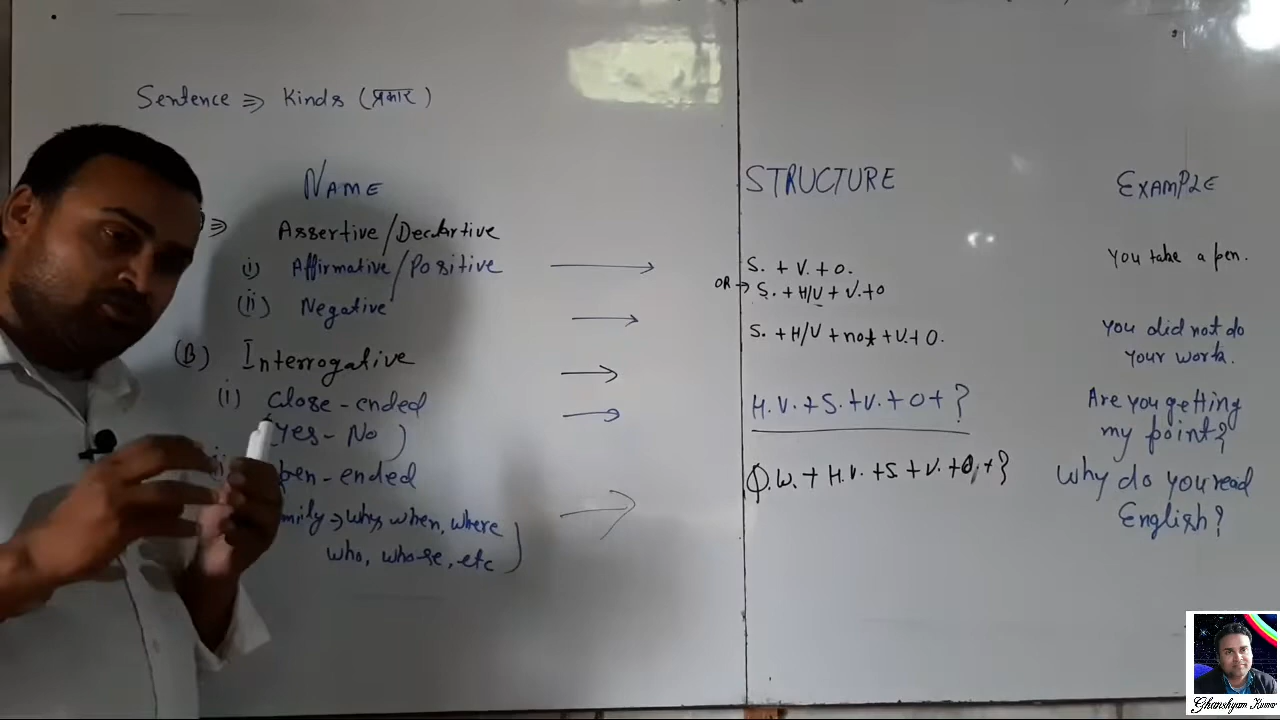 Sentence ⇒ Kinds (प्रकार)
NAME STRUCTURE EXAMPLE
⇒ Assertive/Declartive
(i) Affirmative/Positive → S. + V. + O. You take a pen.
OR → S. + H/V + V. + O
(ii) Negative → S. + H/V + not + V. + O. You did not do
your work.
(B) Interrogative →
(i) Close-ended → H.V. + S. + V. + O + ? Are you getting
(Yes-No) my point?
pen-ended Q.W. + H.V. + S + V. + O. + ? Why do you read
mily → why, when, where → English?
who, whose, etc)
Ghanshyam Kumar